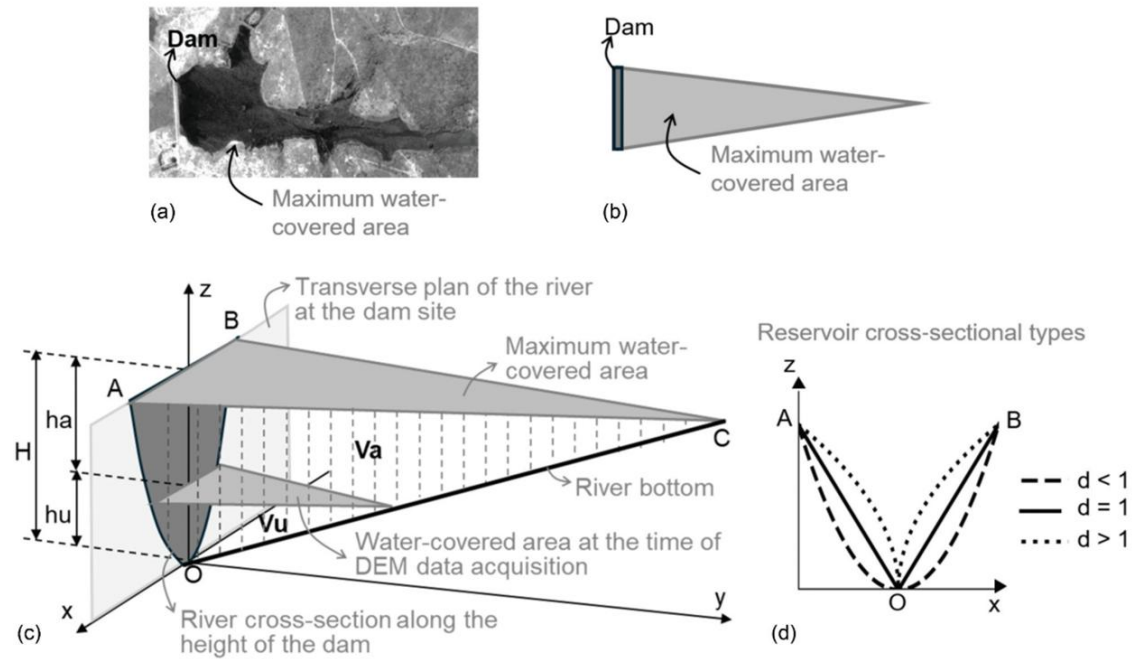 Dam
Maximum water-
covered area
(a)
Dam
Maximum water-
covered area
(b)
z
Transverse plan of the river
at the dam site
B
Maximum water-
covered area
A
ha
H
hu
Va
Vu
C
River bottom
Water-covered area at the time of
DEM data acquisition
O
y
x
River cross-section along the
height of the dam
(c)
Reservoir cross-sectional types
z
A
B
d < 1
d = 1
d > 1
O
x
(d)